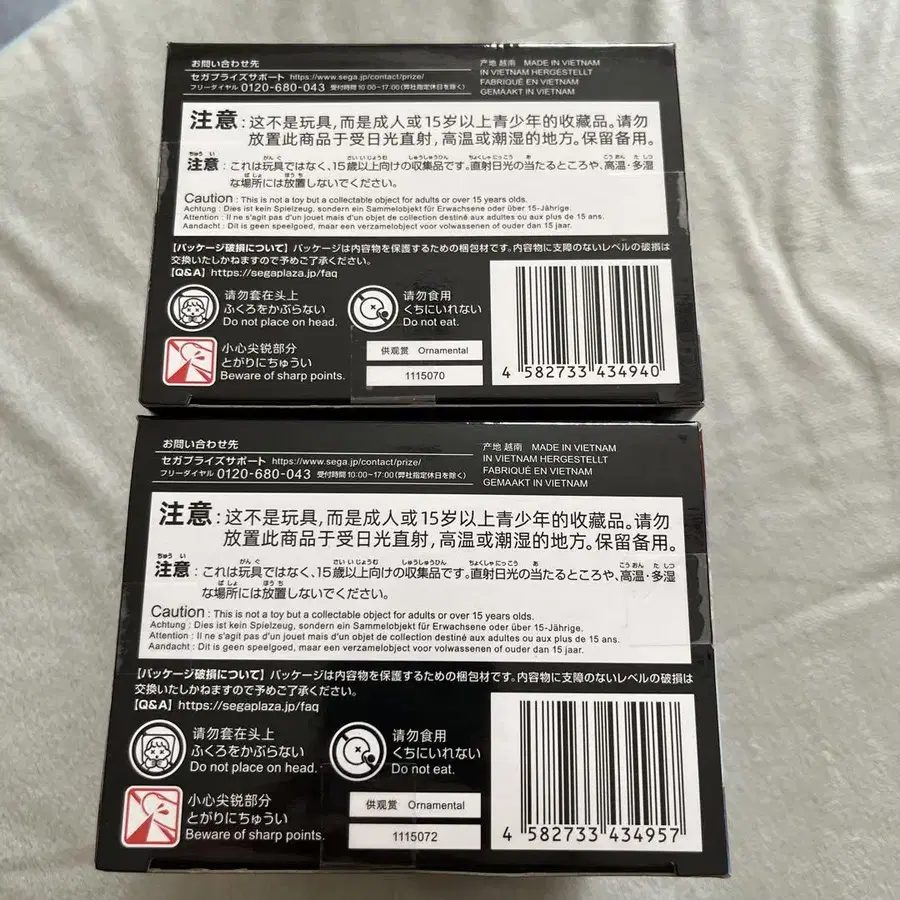 お問い合わせ先
セガプライズサポート https://www.sega.jp/contact/prize/
フリーダイヤル 0120-680-043 受付時間 10:00~17:00(弊社指定休日を除く)
产地 越南 MADE IN VIETNAM
IN VIETNAM HERGESTELLT
FABRIQUÉ EN VIETNAM
GEMAAKT IN VIETNAM
注意:这不是玩具,而是成人或15岁以上青少年的收藏品。请勿
放置此商品于受日光直射,高温或潮湿的地方。保留备用。
注意:これは玩具ではなく、15歳以上向けの収集品です。直射日光の当たるところや、高温・多湿
な場所には放置しないでください。
Caution : This is not a toy but a collectable object for adults or over 15 years olds.
Achtung : Dies ist kein Spielzeug, sondern ein Sammelobjekt für Erwachsene oder über 15-Jährige.
Attention : Il ne s'agit pas d'un jouet mais d'un objet de collection destiné aux adultes ou aux plus de 15 ans.
Aandacht : Dit is geen speelgoed, maar een verzamelobject voor volwassenen of ouder dan 15 jaar.
【パッケージ破損について】パッケージは内容物を保護するための梱包材です。内容物に支障のないレベルの破損は
交換いたしかねますので予めご了承ください。
【Q&A】https://segaplaza.jp/faq
请勿套在头上
ふくろをかぶらない
Do not place on head.
请勿食用
くちにいれない
Do not eat.
小心尖锐部分
とがりにちゅうい
Beware of sharp points.
供观赏 Ornamental
1115070
4 582733 434940
お問い合わせ先
セガプライズサポート https://www.sega.jp/contact/prize/
フリーダイヤル 0120-680-043 受付時間 10:00~17:00(弊社指定休日を除く)
产地 越南 MADE IN VIETNAM
IN VIETNAM HERGESTELLT
FABRIQUÉ EN VIETNAM
GEMAAKT IN VIETNAM
注意:这不是玩具,而是成人或15岁以上青少年的收藏品。请勿
放置此商品于受日光直射,高温或潮湿的地方。保留备用。
注意:これは玩具ではなく、15歳以上向けの収集品です。直射日光の当たるところや、高温・多湿
な場所には放置しないでください。
Caution : This is not a toy but a collectable object for adults or over 15 years olds.
Achtung : Dies ist kein Spielzeug, sondern ein Sammelobjekt für Erwachsene oder über 15-Jährige.
Attention : Il ne s'agit pas d'un jouet mais d'un objet de collection destiné aux adultes ou aux plus de 15 ans.
Aandacht : Dit is geen speelgoed, maar een verzamelobject voor volwassenen of ouder dan 15 jaar.
【パッケージ破損について】パッケージは内容物を保護するための梱包材です。内容物に支障のないレベルの破損は
交換いたしかねますので予めご了承ください。
【Q&A】https://segaplaza.jp/faq
请勿套在头上
ふくろをかぶらない
Do not place on head.
请勿食用
くちにいれない
Do not eat.
小心尖锐部分
とがりにちゅうい
Beware of sharp points.
供观赏 Ornamental
1115072
4 582733 434957